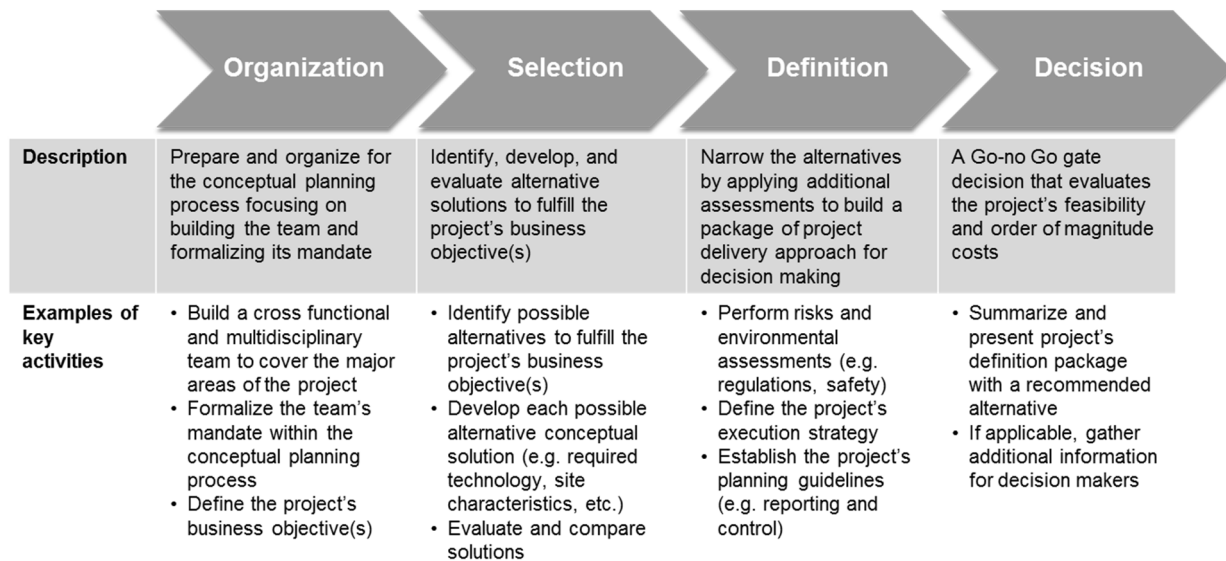 Organization
Selection
Definition
Decision
Description
Prepare and organize for
the conceptual planning
process focusing on
building the team and
formalizing its mandate
Identify, develop, and
evaluate alternative
solutions to fulfill the
project's business
objective(s)
Narrow the alternatives
by applying additional
assessments to build a
package of project
delivery approach for
decision making
A Go-no Go gate
decision that evaluates
the project's feasibility
and order of magnitude
costs
Examples of
key
activities
• Build a cross functional
and multidisciplinary
team to cover the major
areas of the project
• Formalize the team's
mandate within the
conceptual planning
process
• Define the project's
business objective(s)
• Identify possible
alternatives to fulfill the
project's business
objective(s)
• Develop each possible
alternative conceptual
solution (e.g. required
technology, site
characteristics, etc.)
• Evaluate and compare
solutions
• Perform risks and
environmental
assessments (e.g.
regulations, safety)
• Define the project's
execution strategy
• Establish the project's
planning guidelines
(e.g. reporting and
control)
• Summarize and
present project's
definition package
with a recommended
alternative
• If applicable, gather
additional information
for decision makers